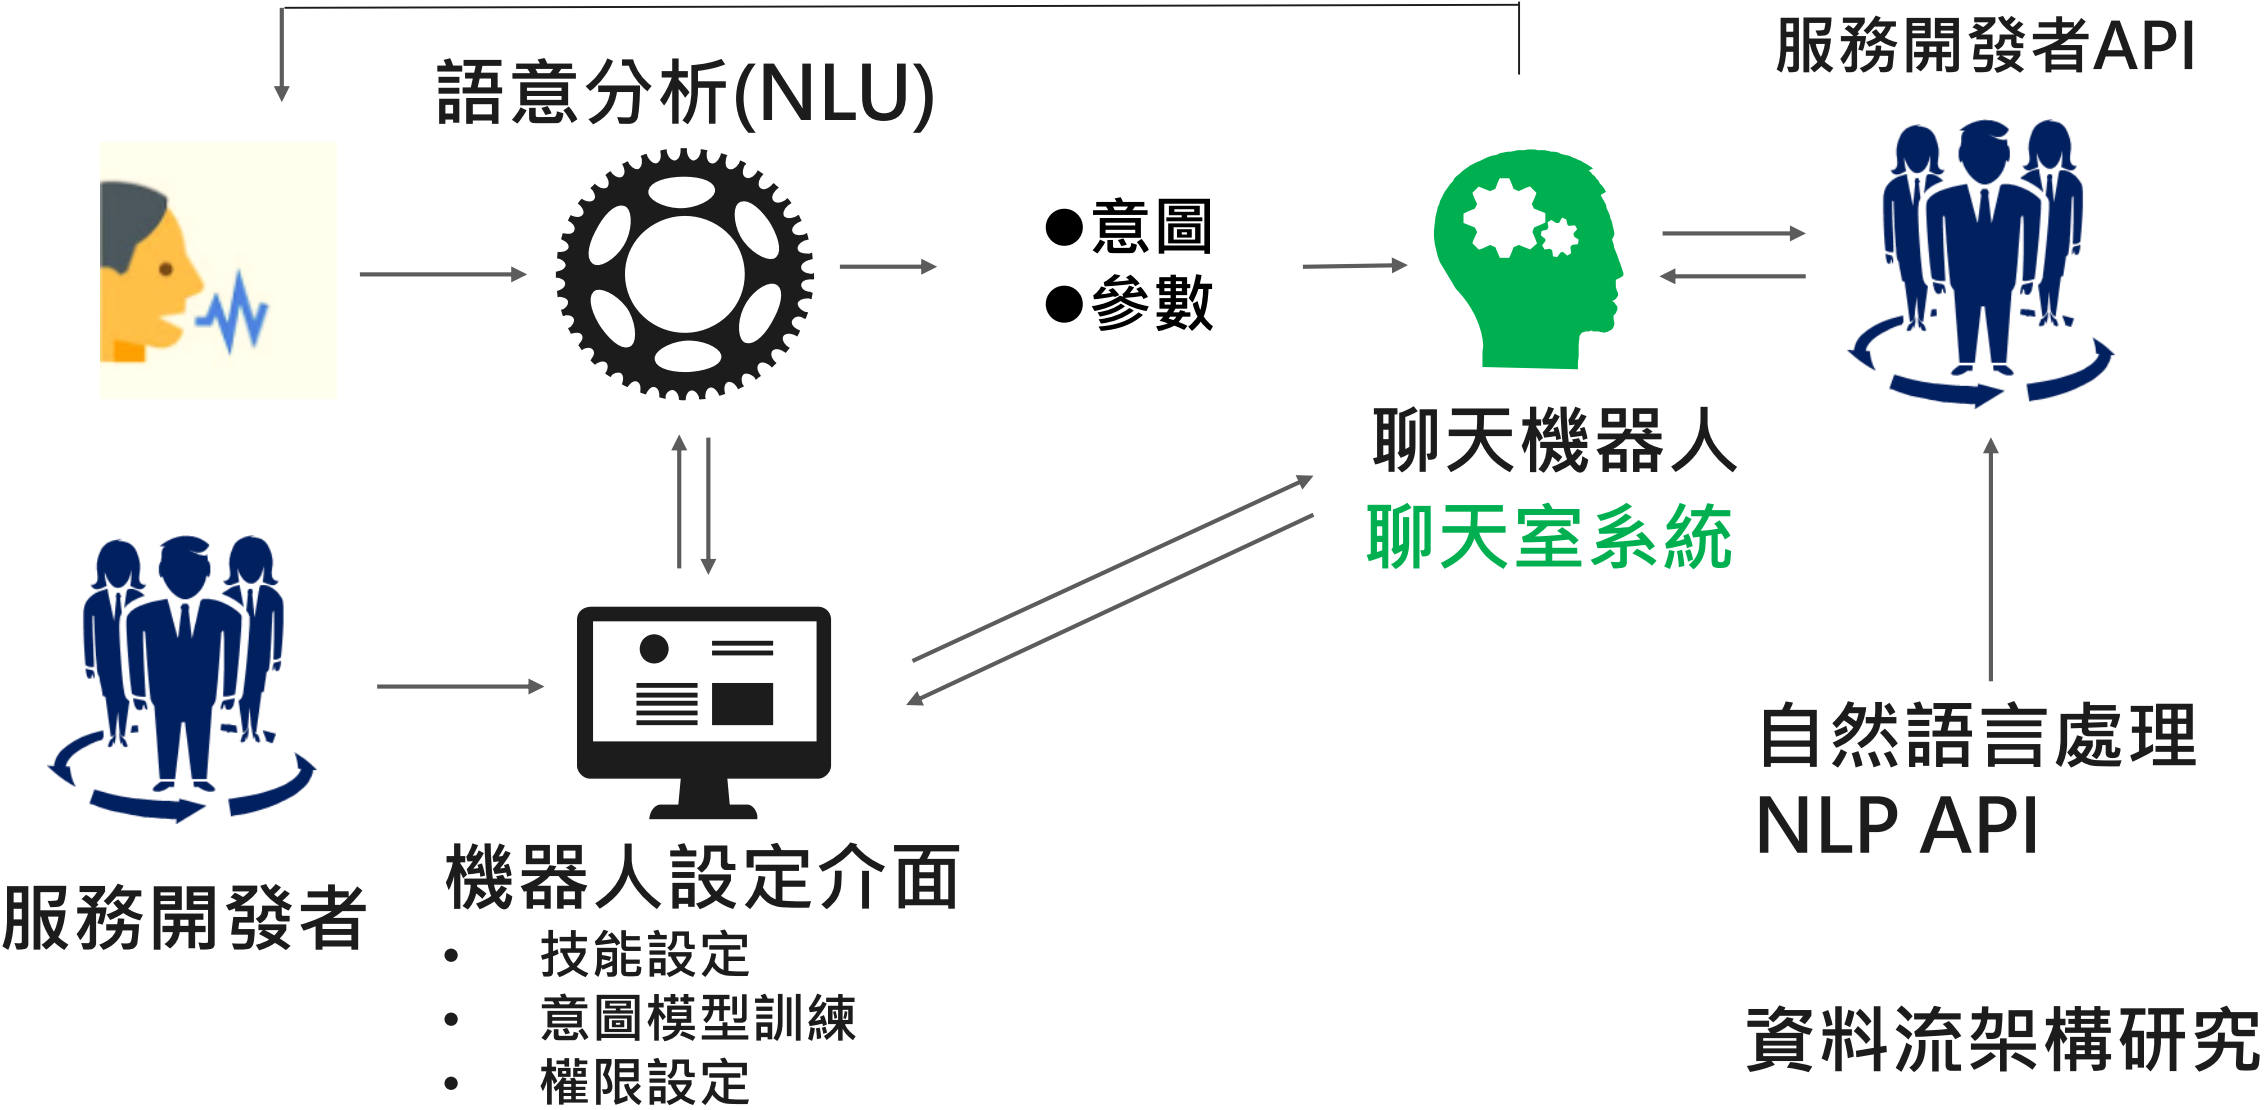 服務開發者API
語意分析(NLU)
●意圖
●參數
聊天機器人
聊天室系統
自然語言處理
NLP API
服務開發者
機器人設定介面
• 技能設定
• 意圖模型訓練
• 權限設定
資料流架構研究